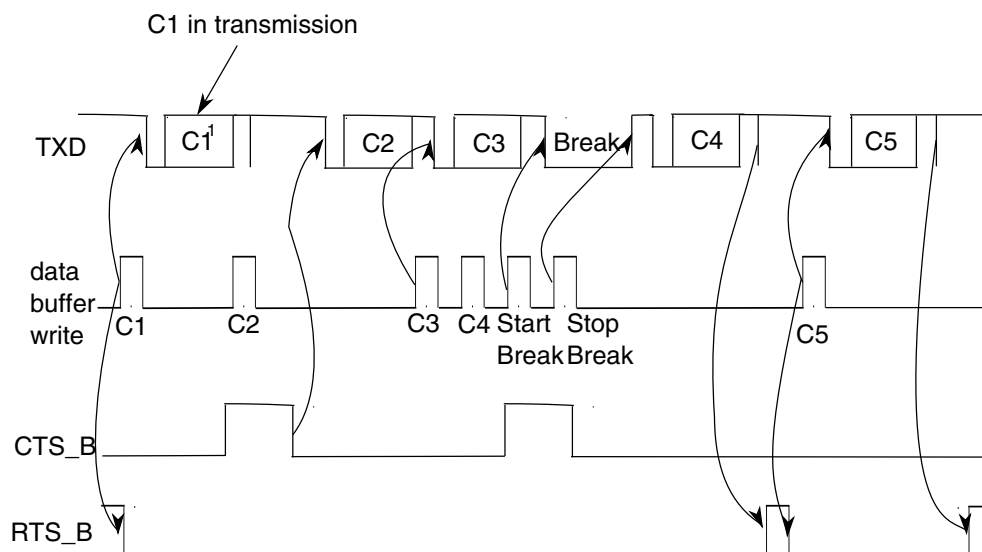 C1 in transmission
TXD
C1 1
C2
C3
Break
C4
C5
data
buffer
write
C1
C2
C3
C4
Start
Break
Stop
Break
C5
CTS_B
RTS_B